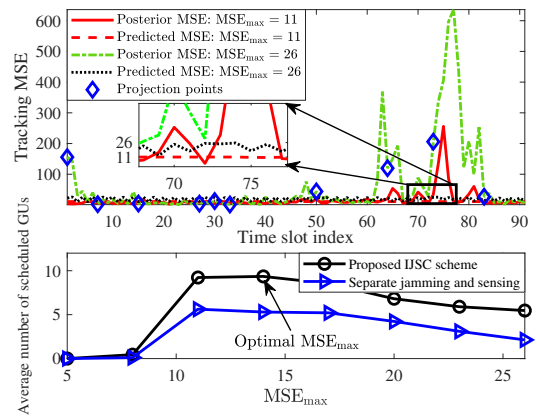 Tracking MSE
600
500
400
300
200
100
Posterior MSE: MSEmax = 11
Predicted MSE: MSEmax = 11
Posterior MSE: MSEmax = 26
Predicted MSE: MSEmax = 26
Projection points
26
11
70
75
10
20
30
40
50
60
70
80
90
Time slot index
Average number of scheduled GUs
10
5
0
Proposed IJSC scheme
Separate jamming and sensing
Optimal MSEmax
5
10
15
20
25
MSEmax